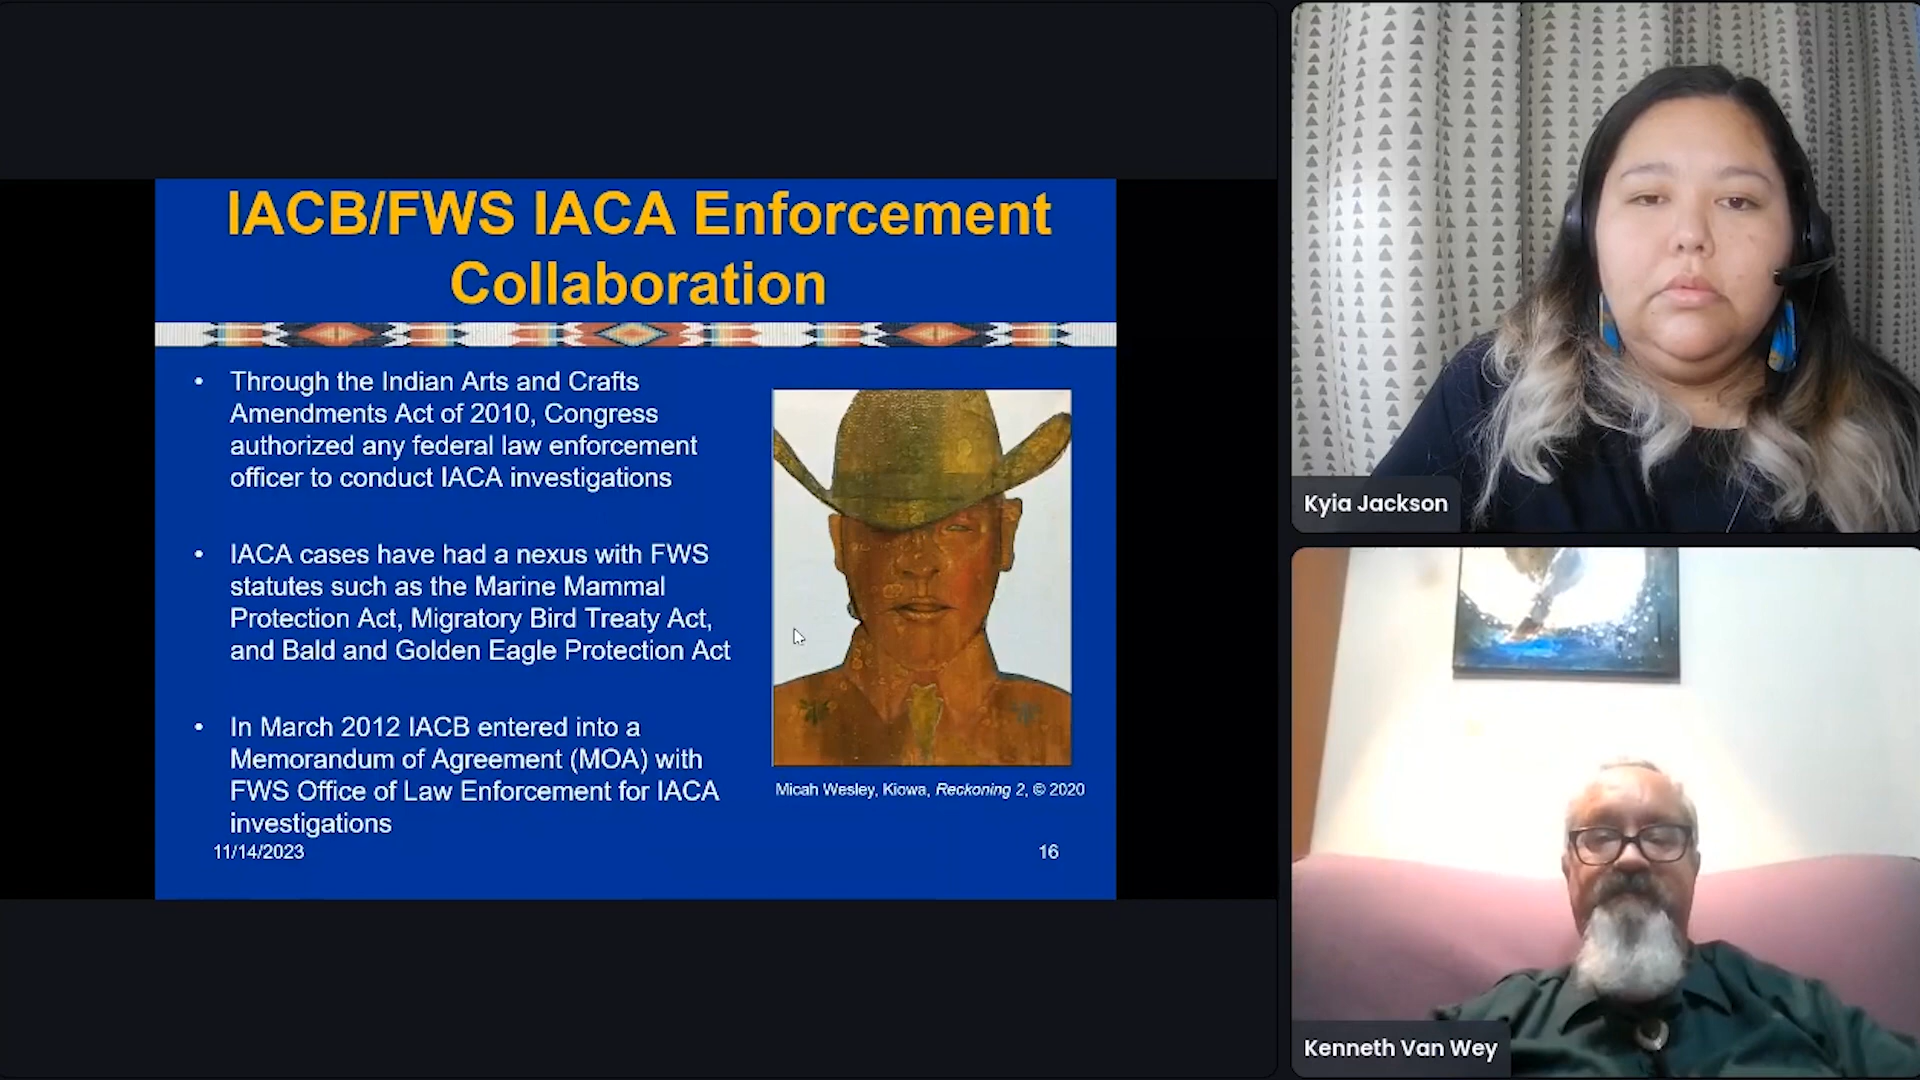 IACB/FWS IACA Enforcement
Collaboration
• Through the Indian Arts and Crafts
Amendments Act of 2010, Congress
authorized any federal law enforcement
officer to conduct IACA investigations
• IACA cases have had a nexus with FWS
statutes such as the Marine Mammal
Protection Act, Migratory Bird Treaty Act,
and Bald and Golden Eagle Protection Act
• In March 2012 IACB entered into a
Memorandum of Agreement (MOA) with
FWS Office of Law Enforcement for IACA
investigations
Micah Wesley, Kiowa, Reckoning 2, © 2020
11/14/2023
16
Kyia Jackson
Kenneth Van Wey